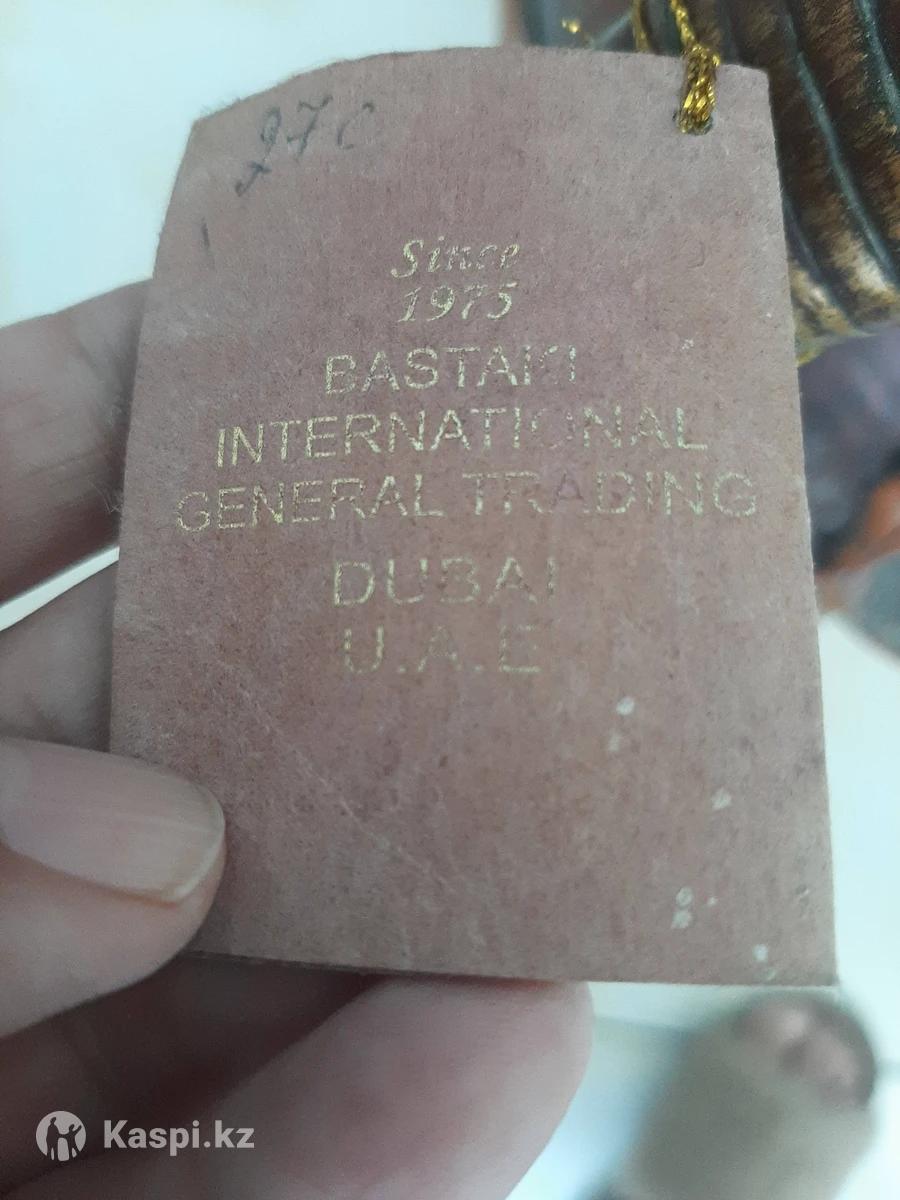 Since
1975
BASTAKI
INTERNATIONAL
GENERAL TRADING
DUBAI
U.A.E
Kaspi.kz